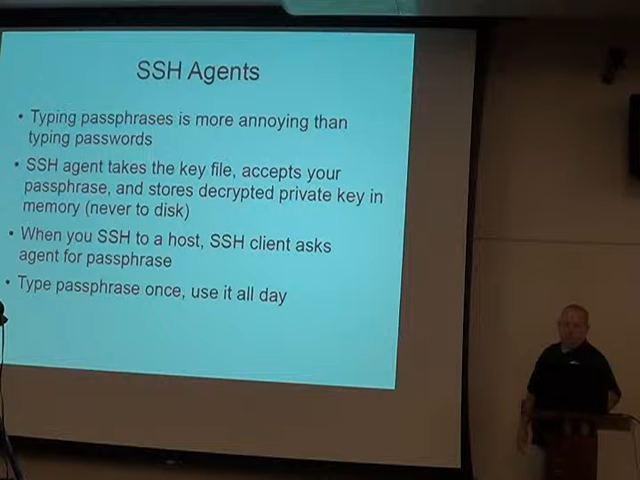 SSH Agents
• Typing passphrases is more annoying than
typing passwords
• SSH agent takes the key file, accepts your
passphrase, and stores decrypted private key in
memory (never to disk)
• When you SSH to a host, SSH client asks
agent for passphrase
• Type passphrase once, use it all day